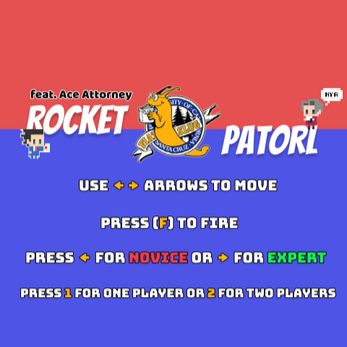 feat. Ace Attorney
NYA
ROCKET
PATORL
USE ← → ARROWS TO MOVE
PRESS (F) TO FIRE
PRESS ← FOR NOVICE OR → FOR EXPERT
PRESS 1 FOR ONE PLAYER OR 2 FOR TWO PLAYERS